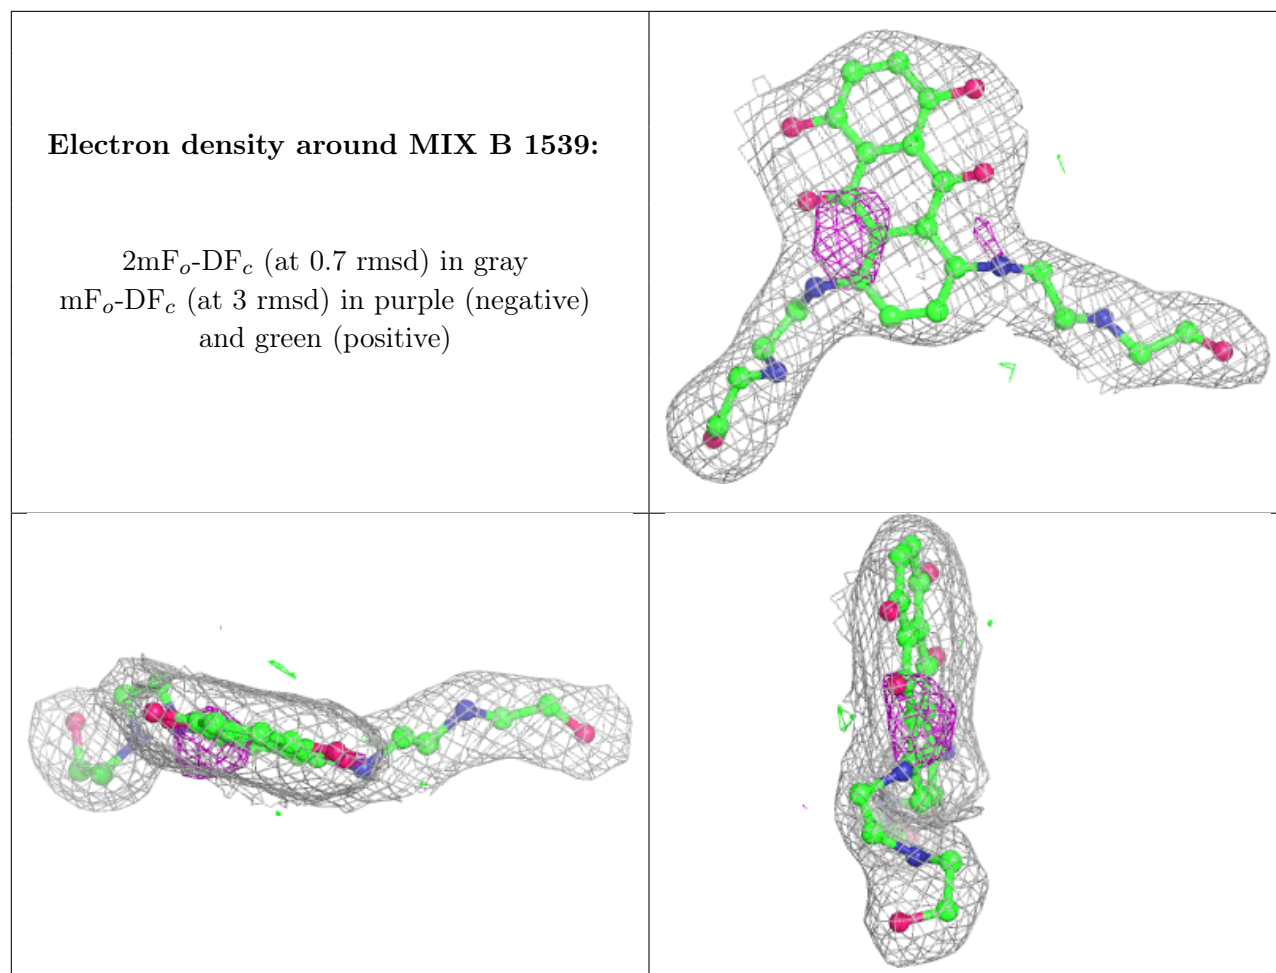 Electron density around MIX B 1539:
2mFₒ-DF𝒸 (at 0.7 rmsd) in gray
mFₒ-DF𝒸 (at 3 rmsd) in purple (negative)
and green (positive)